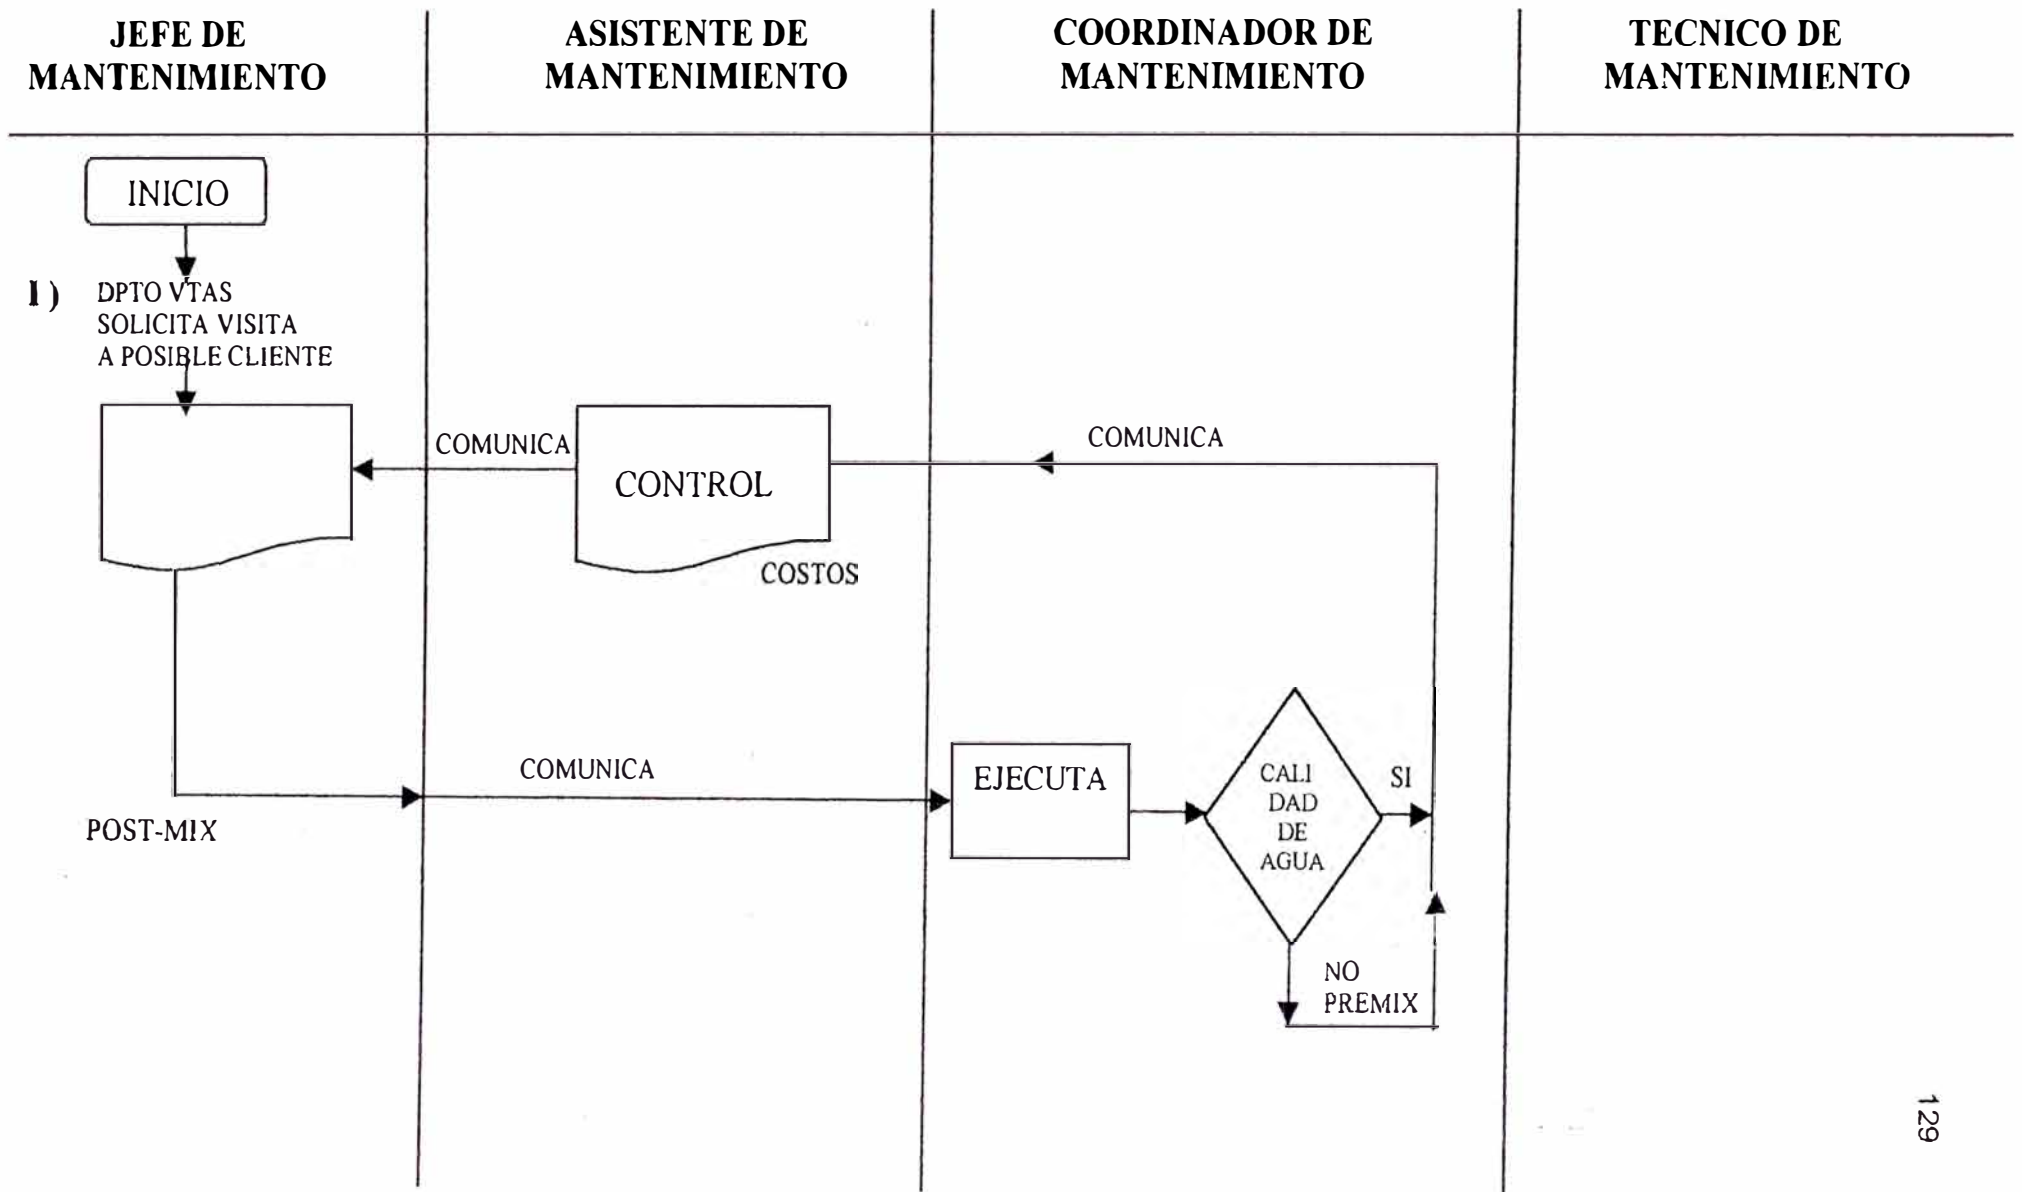 JEFE DE
MANTENIMIENTO
ASISTENTE DE
MANTENIMIENTO
COORDINADOR DE
MANTENIMIENTO
TECNICO DE
MANTENIMIENTO
INICIO
1) DPTO VTAS
SOLICITA VISITA
A POSIBLE CLIENTE
COMUNICA
CONTROL
COSTOS
COMUNICA
POST-MIX
COMUNICA
EJECUTA
CALI
DAD
DE
AGUA
SI
NO
PREMIX
129